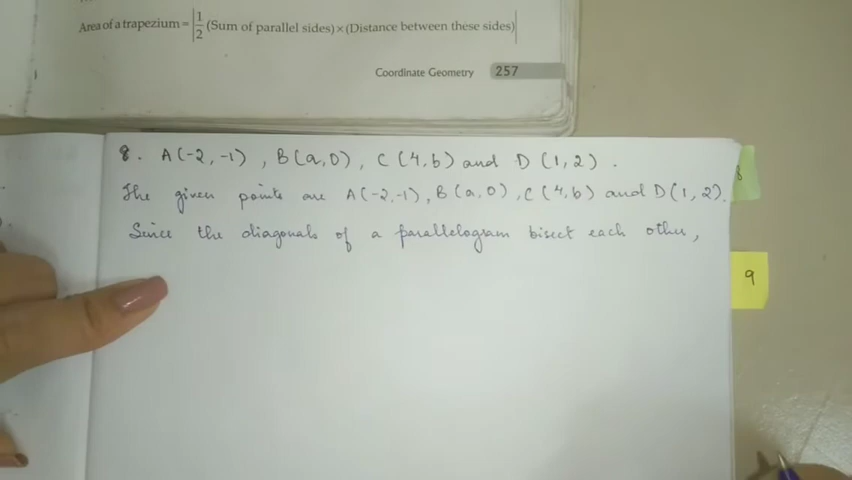 Area of a trapezium = |1/2 (Sum of parallel sides) × (Distance between these sides)|
Coordinate Geometry 257
8. A(-2,-1), B(a,0), C(4,b) and D(1,2).
The given points are A(-2,-1), B(a,0), C(4,b) and D(1,2).
Since the diagonals of a parallelogram bisect each other,
8
9